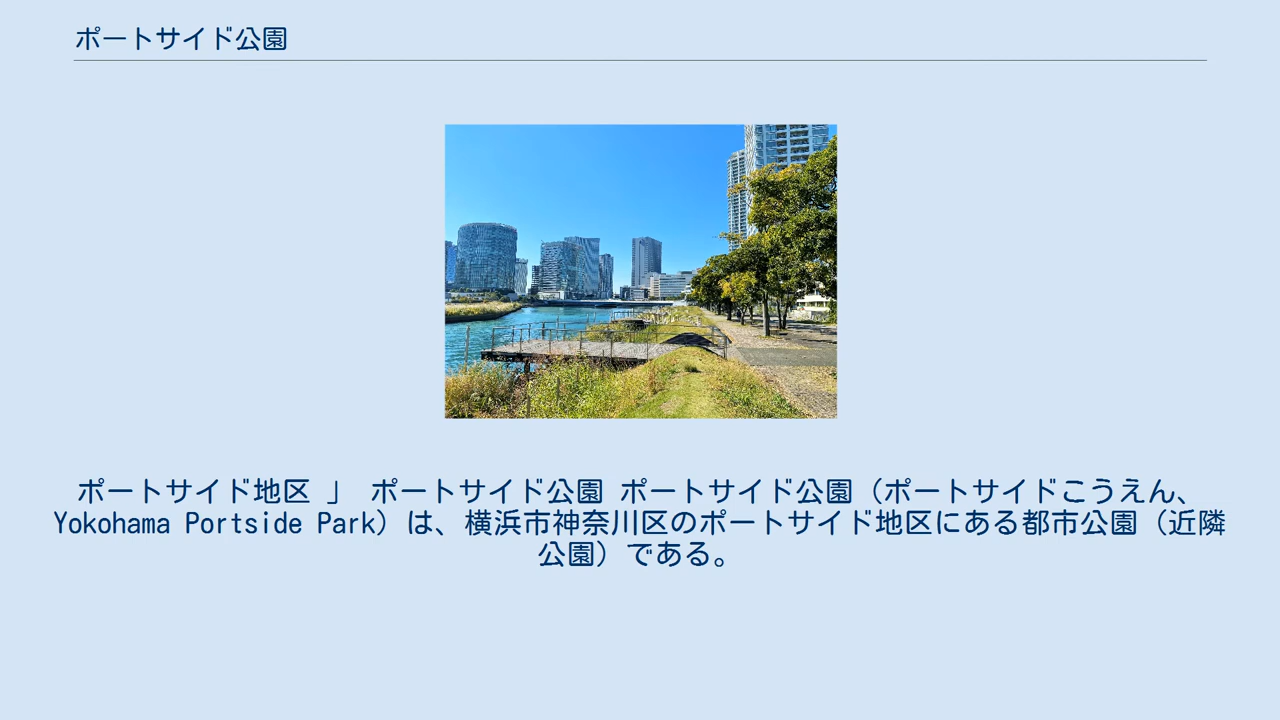 ポートサイド公園
ポートサイド地区 」 ポートサイド公園 ポートサイド公園（ポートサイドこうえん、
Yokohama Portside Park）は、横浜市神奈川区のポートサイド地区にある都市公園（近隣
公園）である。